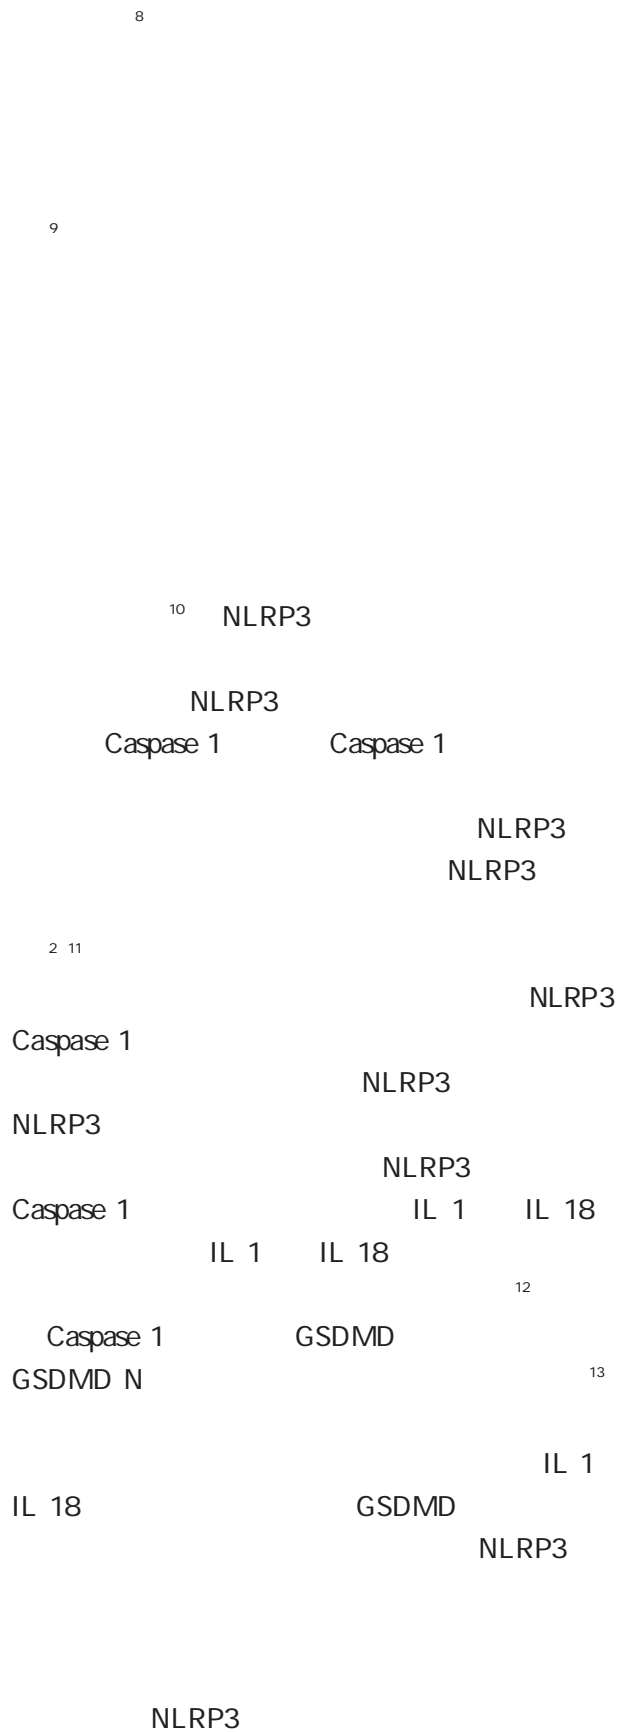 8
9
10 NLRP3
NLRP3
Caspase 1 Caspase 1
NLRP3
NLRP3
2 11
NLRP3
Caspase 1
NLRP3
NLRP3
NLRP3
Caspase 1 IL 1 IL 18
IL 1 IL 18
12
Caspase 1 GSDMD
GSDMD N 13
IL 1
IL 18 GSDMD
NLRP3
NLRP3